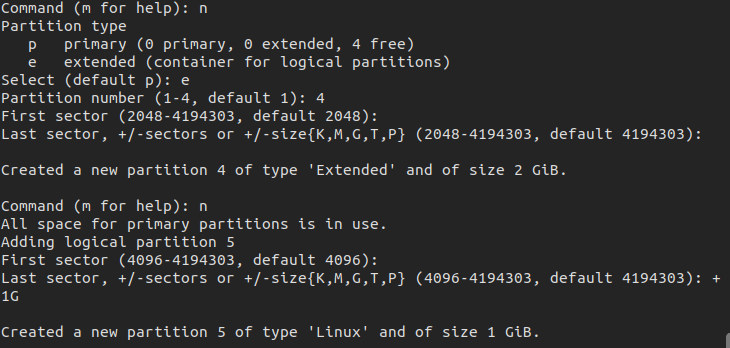 Command (m for help): n
Partition type
   p   primary (0 primary, 0 extended, 4 free)
   e   extended (container for logical partitions)
Select (default p): e
Partition number (1-4, default 1): 4
First sector (2048-4194303, default 2048):
Last sector, +/-sectors or +/-size{K,M,G,T,P} (2048-4194303, default 4194303):

Created a new partition 4 of type 'Extended' and of size 2 GiB.

Command (m for help): n
All space for primary partitions is in use.
Adding logical partition 5
First sector (4096-4194303, default 4096):
Last sector, +/-sectors or +/-size{K,M,G,T,P} (4096-4194303, default 4194303): +
1G

Created a new partition 5 of type 'Linux' and of size 1 GiB.